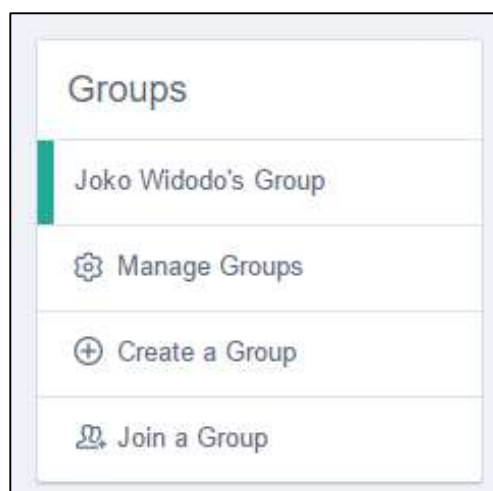 Groups
Joko Widodo's Group
Manage Groups
Create a Group
Join a Group